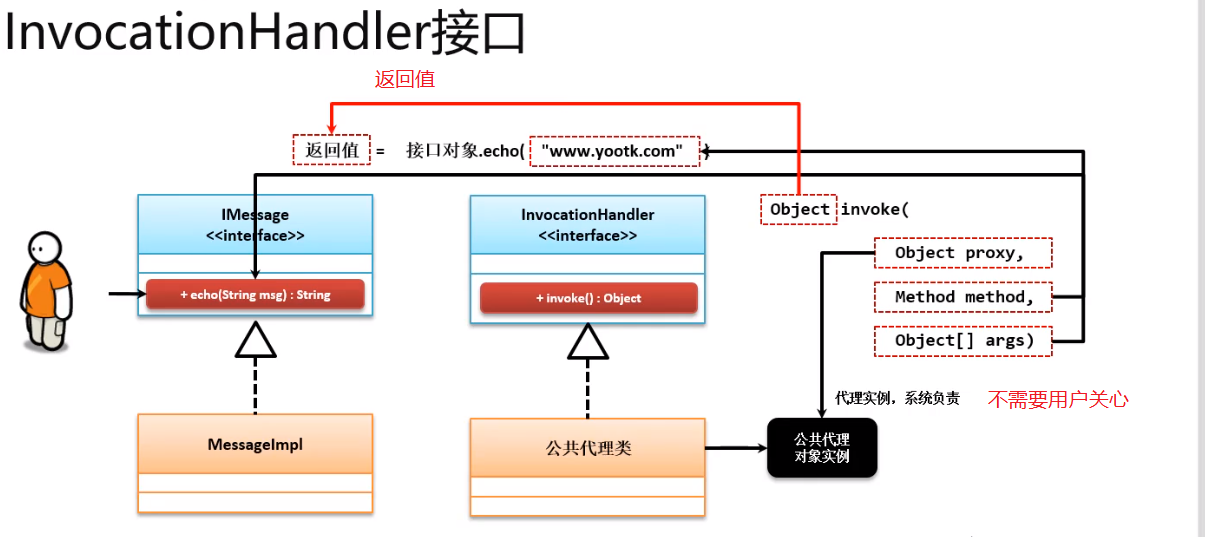 InvocationHandler接口
返回值
返回值 = 接口对象.echo( "www.yootk.com" )
IMessage
<<interface>>
+ echo(String msg) : String
InvocationHandler
<<interface>>
+ invoke() : Object
Object invoke(
Object proxy,
Method method,
Object[] args)
代理实例，系统负责 不需要用户关心
MessageImpl
公共代理类
公共代理
对象实例